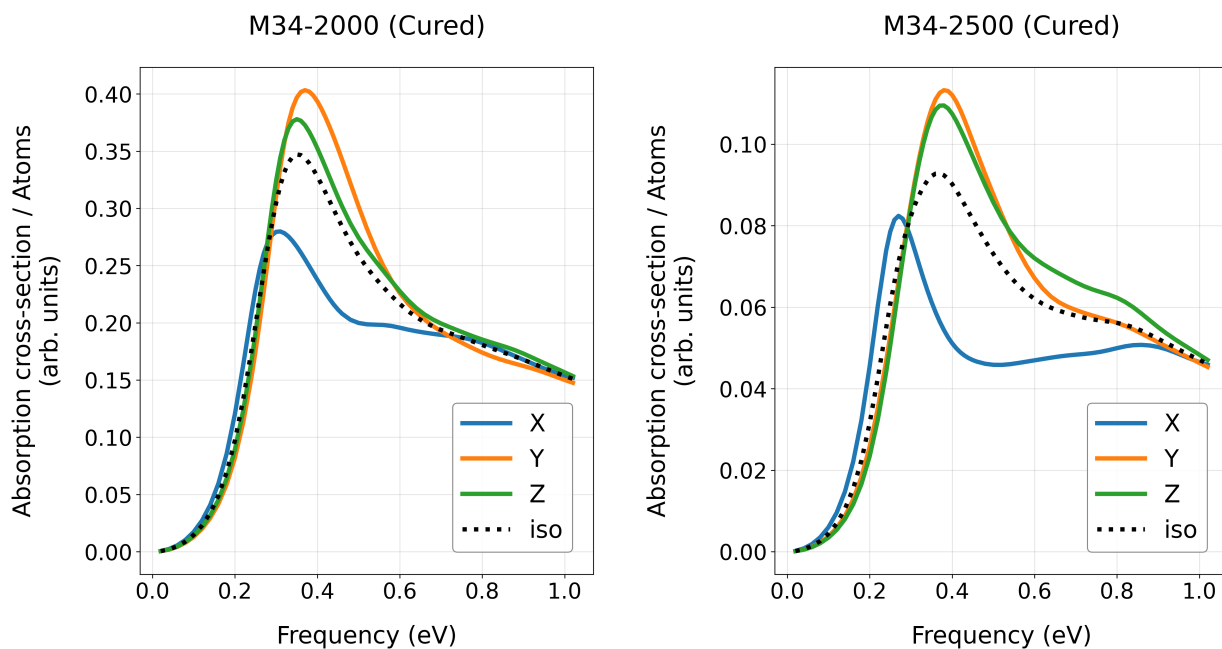 M34-2000 (Cured)
Absorption cross-section / Atoms
(arb. units)
0.40
0.35
0.30
0.25
0.20
0.15
0.10
0.05
0.00
0.0 0.2 0.4 0.6 0.8 1.0
Frequency (eV)
X
Y
Z
iso
M34-2500 (Cured)
Absorption cross-section / Atoms
(arb. units)
0.10
0.08
0.06
0.04
0.02
0.00
0.0 0.2 0.4 0.6 0.8 1.0
Frequency (eV)
X
Y
Z
iso